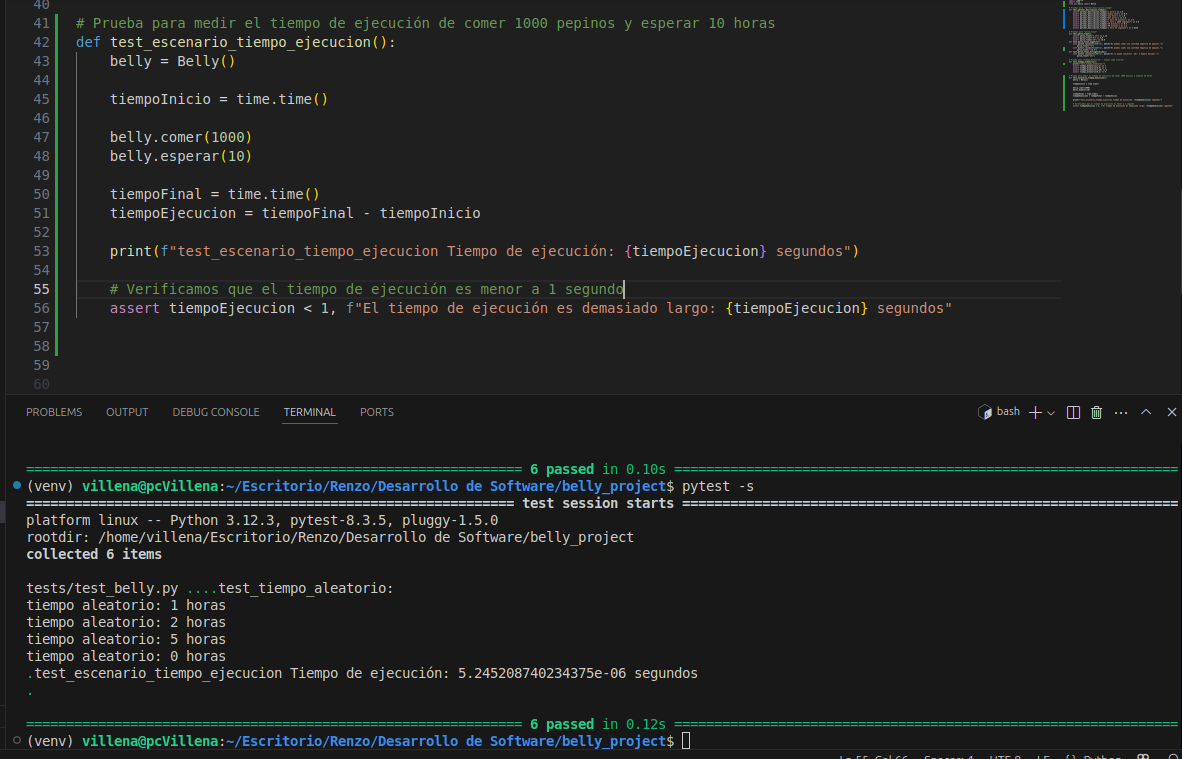 40
41 # Prueba para medir el tiempo de ejecución de comer 1000 pepinos y esperar 10 horas
42 def test_escenario_tiempo_ejecucion():
43 belly = Belly()
44
45 tiempoInicio = time.time()
46
47 belly.comer(1000)
48 belly.esperar(10)
49
50 tiempoFinal = time.time()
51 tiempoEjecucion = tiempoFinal - tiempoInicio
52
53 print(f"test_escenario_tiempo_ejecucion Tiempo de ejecución: {tiempoEjecucion} segundos")
54
55 # Verificamos que el tiempo de ejecución es menor a 1 segundo
56 assert tiempoEjecucion < 1, f"El tiempo de ejecución es demasiado largo: {tiempoEjecucion} segundos"
57
58
59
60
PROBLEMS OUTPUT DEBUG CONSOLE TERMINAL PORTS bash
============================== 6 passed in 0.10s ==============================
(venv) villena@pcVillena:~/Escritorio/Renzo/Desarrollo de Software/belly_project$ pytest -s
============================== test session starts ==============================
platform linux -- Python 3.12.3, pytest-8.3.5, pluggy-1.5.0
rootdir: /home/villena/Escritorio/Renzo/Desarrollo de Software/belly_project
collected 6 items
tests/test_belly.py ....test_tiempo_aleatorio:
tiempo aleatorio: 1 horas
tiempo aleatorio: 2 horas
tiempo aleatorio: 5 horas
tiempo aleatorio: 0 horas
.test_escenario_tiempo_ejecucion Tiempo de ejecución: 5.245208740234375e-06 segundos
.
============================== 6 passed in 0.12s ==============================
(venv) villena@pcVillena:~/Escritorio/Renzo/Desarrollo de Software/belly_project$